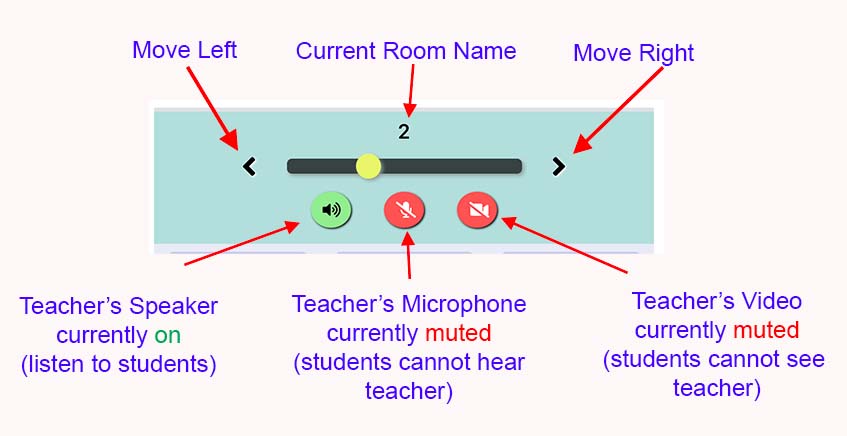 Move Left
Current Room Name
Move Right
2
Teacher’s Speaker
currently on
(listen to students)
Teacher’s Microphone
currently muted
(students cannot hear
teacher)
Teacher’s Video
currently muted
(students cannot see
teacher)